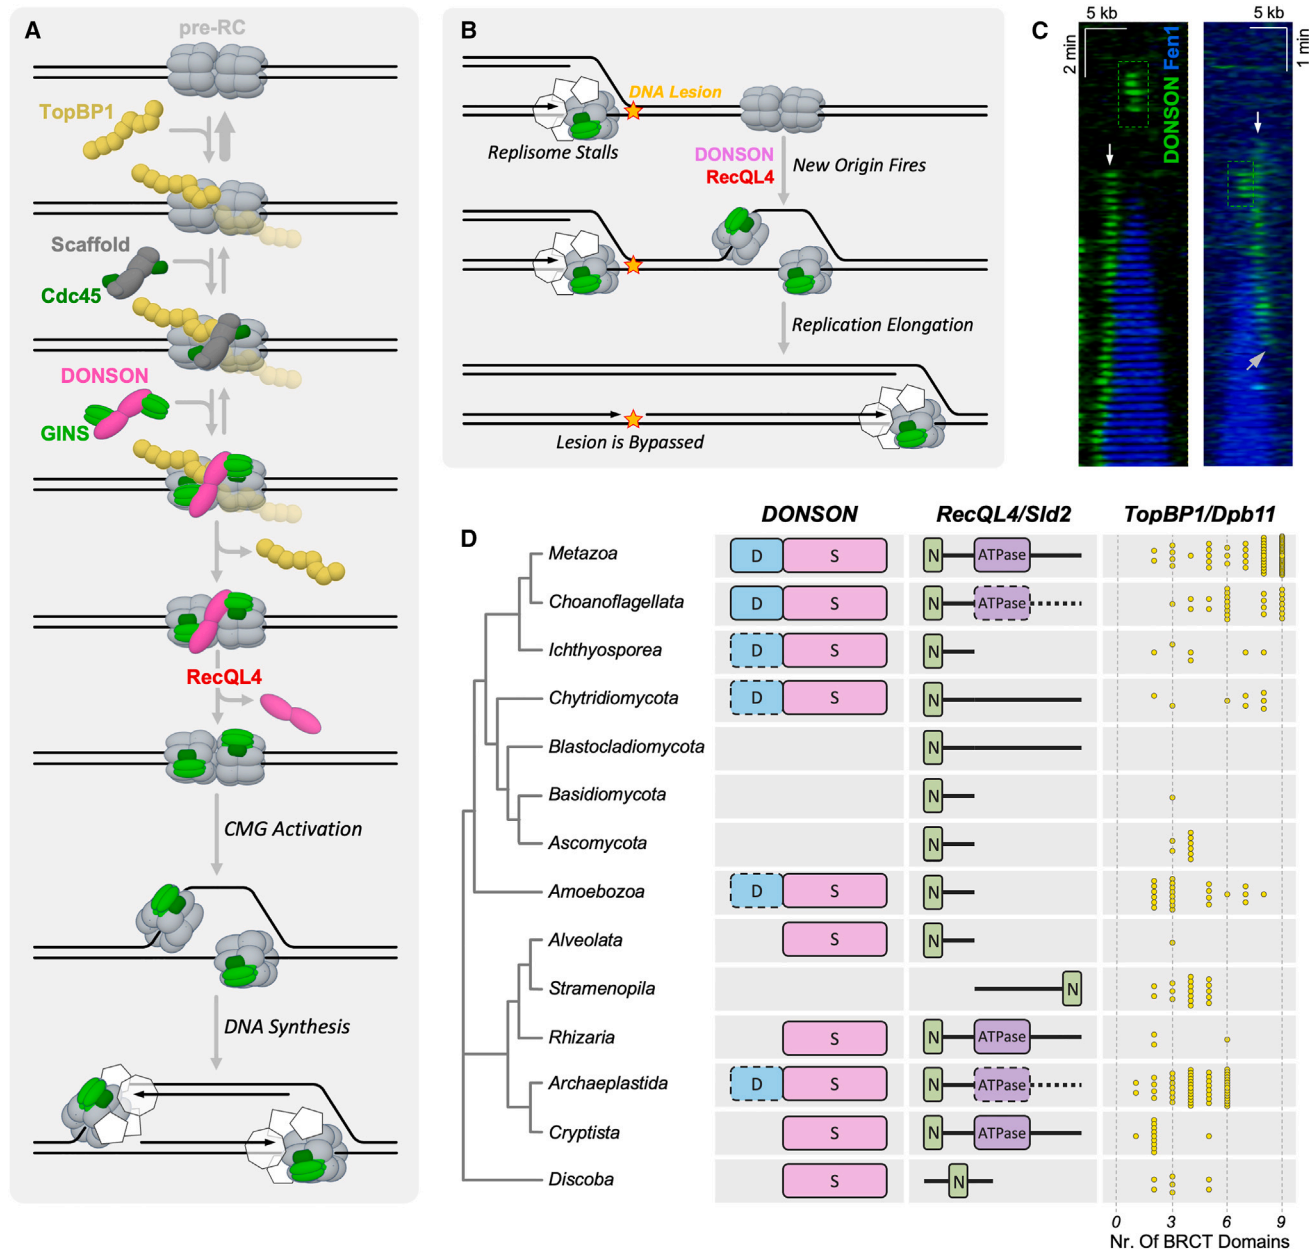 A
pre-RC
TopBP1
Scaffold
Cdc45
DONSON
GINS
RecQL4
CMG Activation
DNA Synthesis
B
DNA Lesion
Replisome Stalls
DONSON
RecQL4
New Origin Fires
Replication Elongation
Lesion is Bypassed
C
5 kb
2 min
DONSON Fen1
5 kb
1 min
D
DONSON RecQL4/Sld2 TopBP1/Dpb11
Metazoa D S N ATPase
Choanoflagellata D S N ATPase
Ichthyosporea D S N
Chytridiomycota D S N
Blastocladiomycota N
Basidiomycota N
Ascomycota N
Amoebozoa D S N
Alveolata S N
Stramenopila N
Rhizaria S N ATPase
Archaeplastida D S N ATPase
Cryptista S N ATPase
Discoba S N
0 3 6 9
Nr. Of BRCT Domains